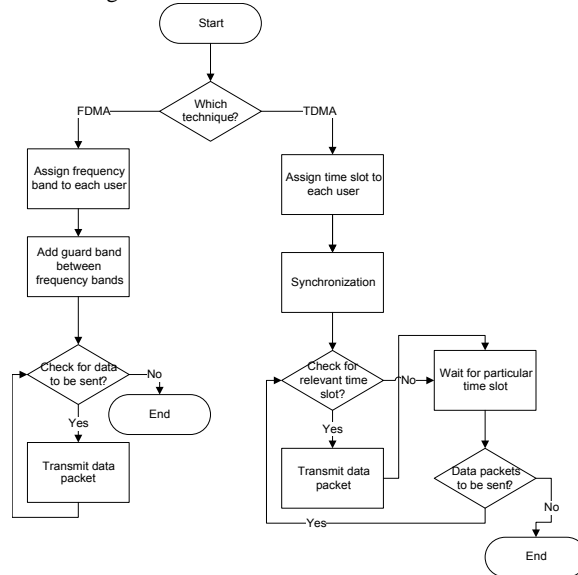 Start
Which
technique?
FDMA
TDMA
Assign frequency
band to each user
Assign time slot to
each user
Add guard band
between
frequency bands
Synchronization
Check for data
to be sent?
No
End
Yes
Transmit data
packet
Check for
relevant time
slot?
No
Wait for particular
time slot
Yes
Transmit data
packet
Data packets
to be sent?
Yes
No
End